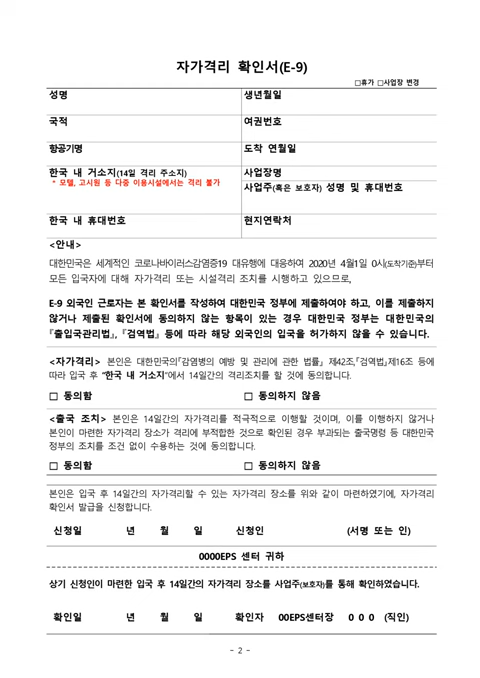 자가격리 확인서(E-9)
□휴가 □사업장 변경
성명 생년월일
국적 여권번호
항공기명 도착 연월일
한국 내 거소지(14일 격리 주소지) 사업장명
* 모텔, 고시원 등 다중 이용시설에서는 격리 불가 사업주(혹은 보호자) 성명 및 휴대번호
한국 내 휴대번호 현지연락처
<안내>
대한민국은 세계적인 코로나바이러스감염증19 대유행에 대응하여 2020년 4월1일 0시(도착기준)부터
모든 입국자에 대해 자가격리 또는 시설격리 조치를 시행하고 있으므로,
E-9 외국인 근로자는 본 확인서를 작성하여 대한민국 정부에 제출하여야 하고, 이를 제출하지
않거나 제출된 확인서에 동의하지 않는 항목이 있는 경우 대한민국 정부는 대한민국의
『출입국관리법』, 『검역법』 등에 따라 해당 외국인의 입국을 허가하지 않을 수 있습니다.
<자가격리> 본인은 대한민국의『감염병의 예방 및 관리에 관한 법률』 제42조,『검역법』제16조 등에
따라 입국 후 “한국 내 거소지”에서 14일간의 격리조치를 할 것에 동의합니다.
□ 동의함 □ 동의하지 않음
<출국 조치> 본인은 14일간의 자가격리를 적극적으로 이행할 것이며, 이를 이행하지 않거나
본인이 마련한 자가격리 장소가 격리에 부적합한 것으로 확인된 경우 부과되는 출국명령 등 대한민국
정부의 조치를 조건 없이 수용하는 것에 동의합니다.
□ 동의함 □ 동의하지 않음
본인은 입국 후 14일간의 자가격리할 수 있는 자가격리 장소를 위와 같이 마련하였기에, 자가격리
확인서 발급을 신청합니다.
신청일 년 월 일 신청인 (서명 또는 인)
0000EPS 센터 귀하
상기 신청인이 마련한 입국 후 14일간의 자가격리 장소를 사업주(보호자)를 통해 확인하였습니다.
확인일 년 월 일 확인자 00EPS센터장 0 0 0 (직인)
- 2 -